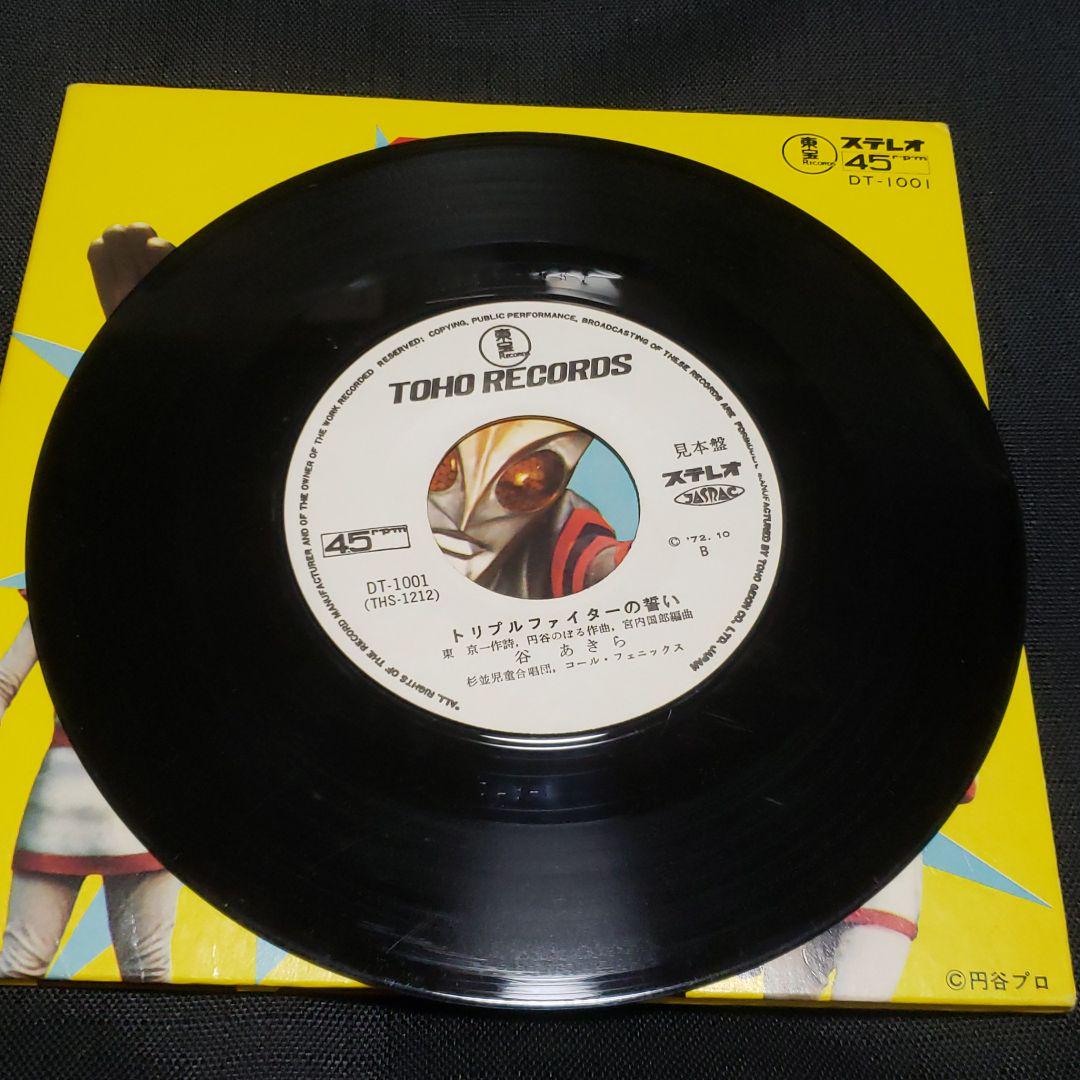 東宝
RECORDS
ステレオ
45 rpm
DT-1001
ALL RIGHTS OF THE RECORD MANUFACTURER AND OF THE OWNER OF THE WORK RECORDED RESERVED; COPYING, PUBLIC PERFORMANCE, BROADCASTING OF THESE RECORDS ARE MANUFACTURED BY TOHO GEION CO., LTD. JAPAN
東宝
RECORDS
TOHO RECORDS
見本盤
ステレオ
JASRAC
© '72.10
B
45 rpm
DT-1001
(THS-1212)
トリプルファイターの誓い
東 京一作詩, 円谷のぼる作曲, 宮内国郎編曲
谷 あきら
杉並児童合唱団, コール・フェニックス
©円谷プロ